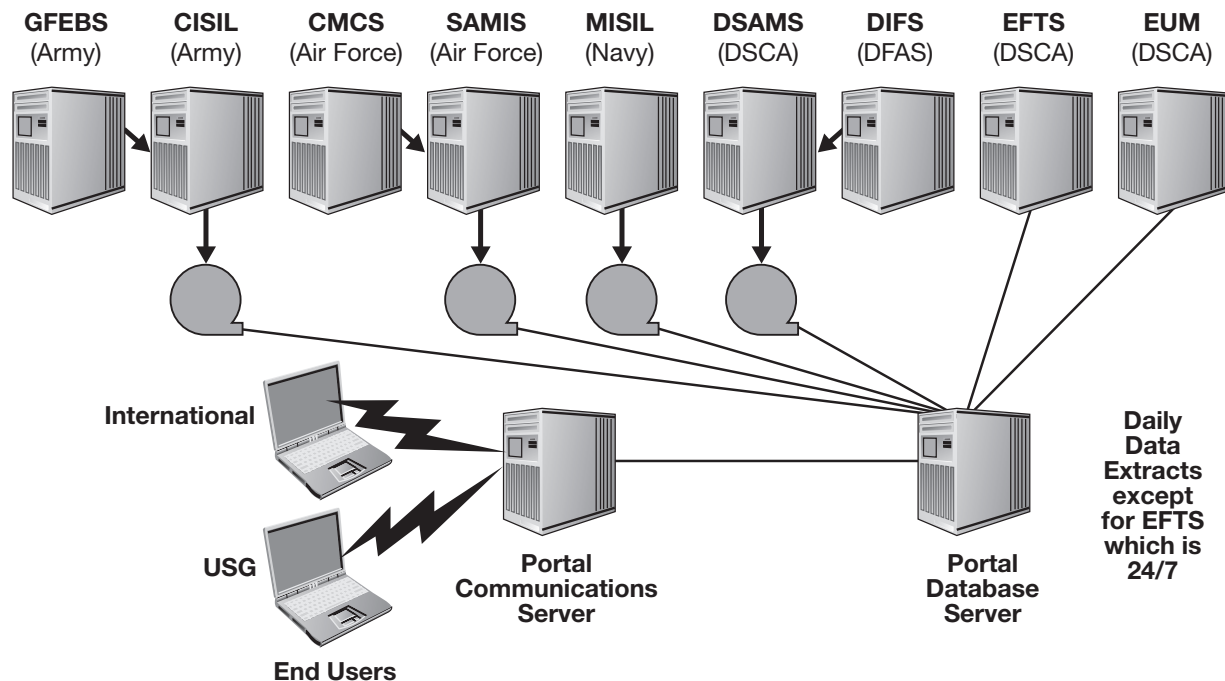 GFEBS
(Army)
CISIL
(Army)
CMCS
(Air Force)
SAMIS
(Air Force)
MISIL
(Navy)
DSAMS
(DSCA)
DIFS
(DFAS)
EFTS
(DSCA)
EUM
(DSCA)
International
USG
End Users
Portal
Communications
Server
Portal
Database
Server
Daily
Data
Extracts
except
for EFTS
which is
24/7